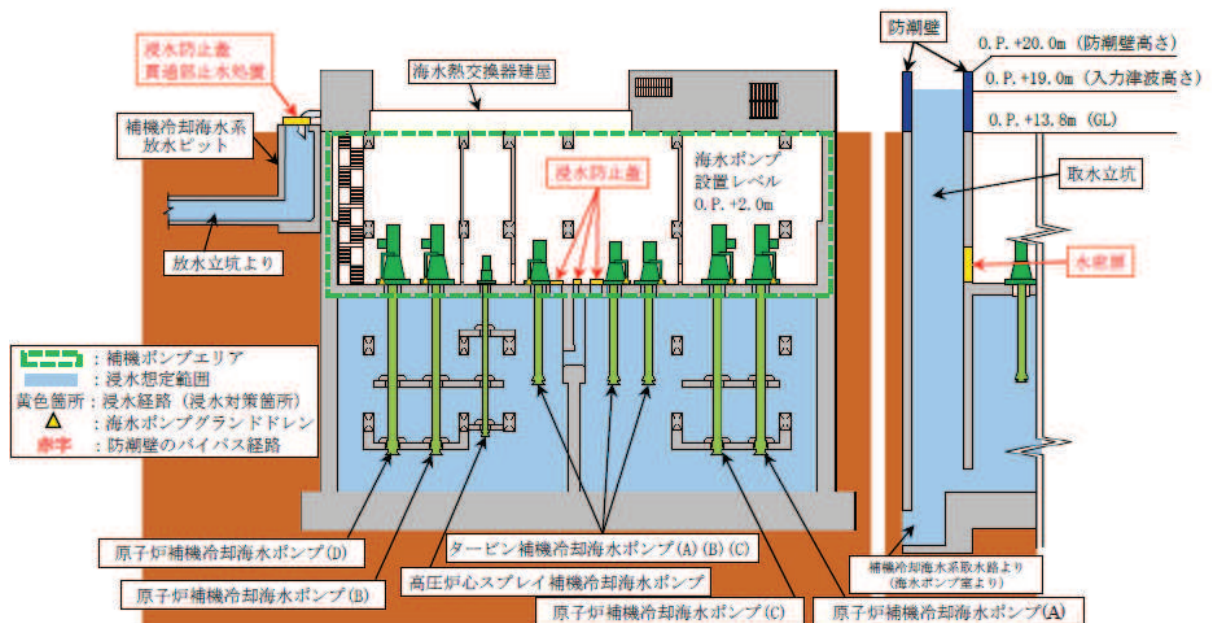 浸水防止蓋
貫通部止水処置
海水熱交換器建屋
防潮壁
O.P.+20.0m (防潮壁高さ)
O.P.+19.0m (入力津波高さ)
O.P.+13.8m (GL)
補機冷却海水系
放水ピット
浸水防止蓋
海水ポンプ
設置レベル
O.P.+2.0m
取水立坑
放水立坑より
水密扉
：補機ポンプエリア
：浸水想定範囲
黄色箇所：浸水経路 (浸水対策箇所)
：海水ポンプグランドドレン
赤字：防潮壁のバイパス経路
原子炉補機冷却海水ポンプ(D)
原子炉補機冷却海水ポンプ(B)
タービン補機冷却海水ポンプ(A)(B)(C)
高圧炉心スプレイ補機冷却海水ポンプ
原子炉補機冷却海水ポンプ(C)
補機冷却海水系取水路より
(海水ポンプ室より)
原子炉補機冷却海水ポンプ(A)